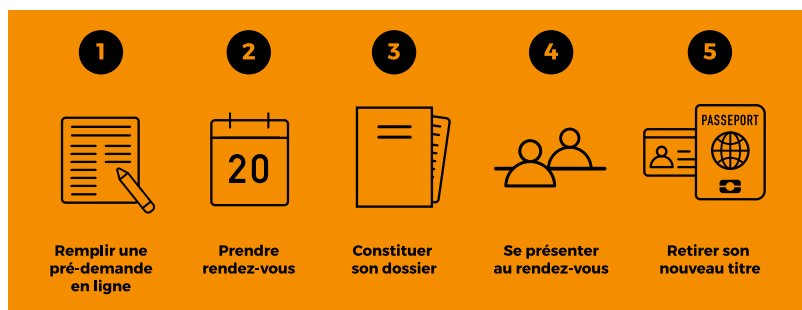 1
2
3
4
5
20
PASSEPORT
Remplir une
pré-demande
en ligne
Prendre
rendez-vous
Constituer
son dossier
Se présenter
au rendez-vous
Retirer son
nouveau titre